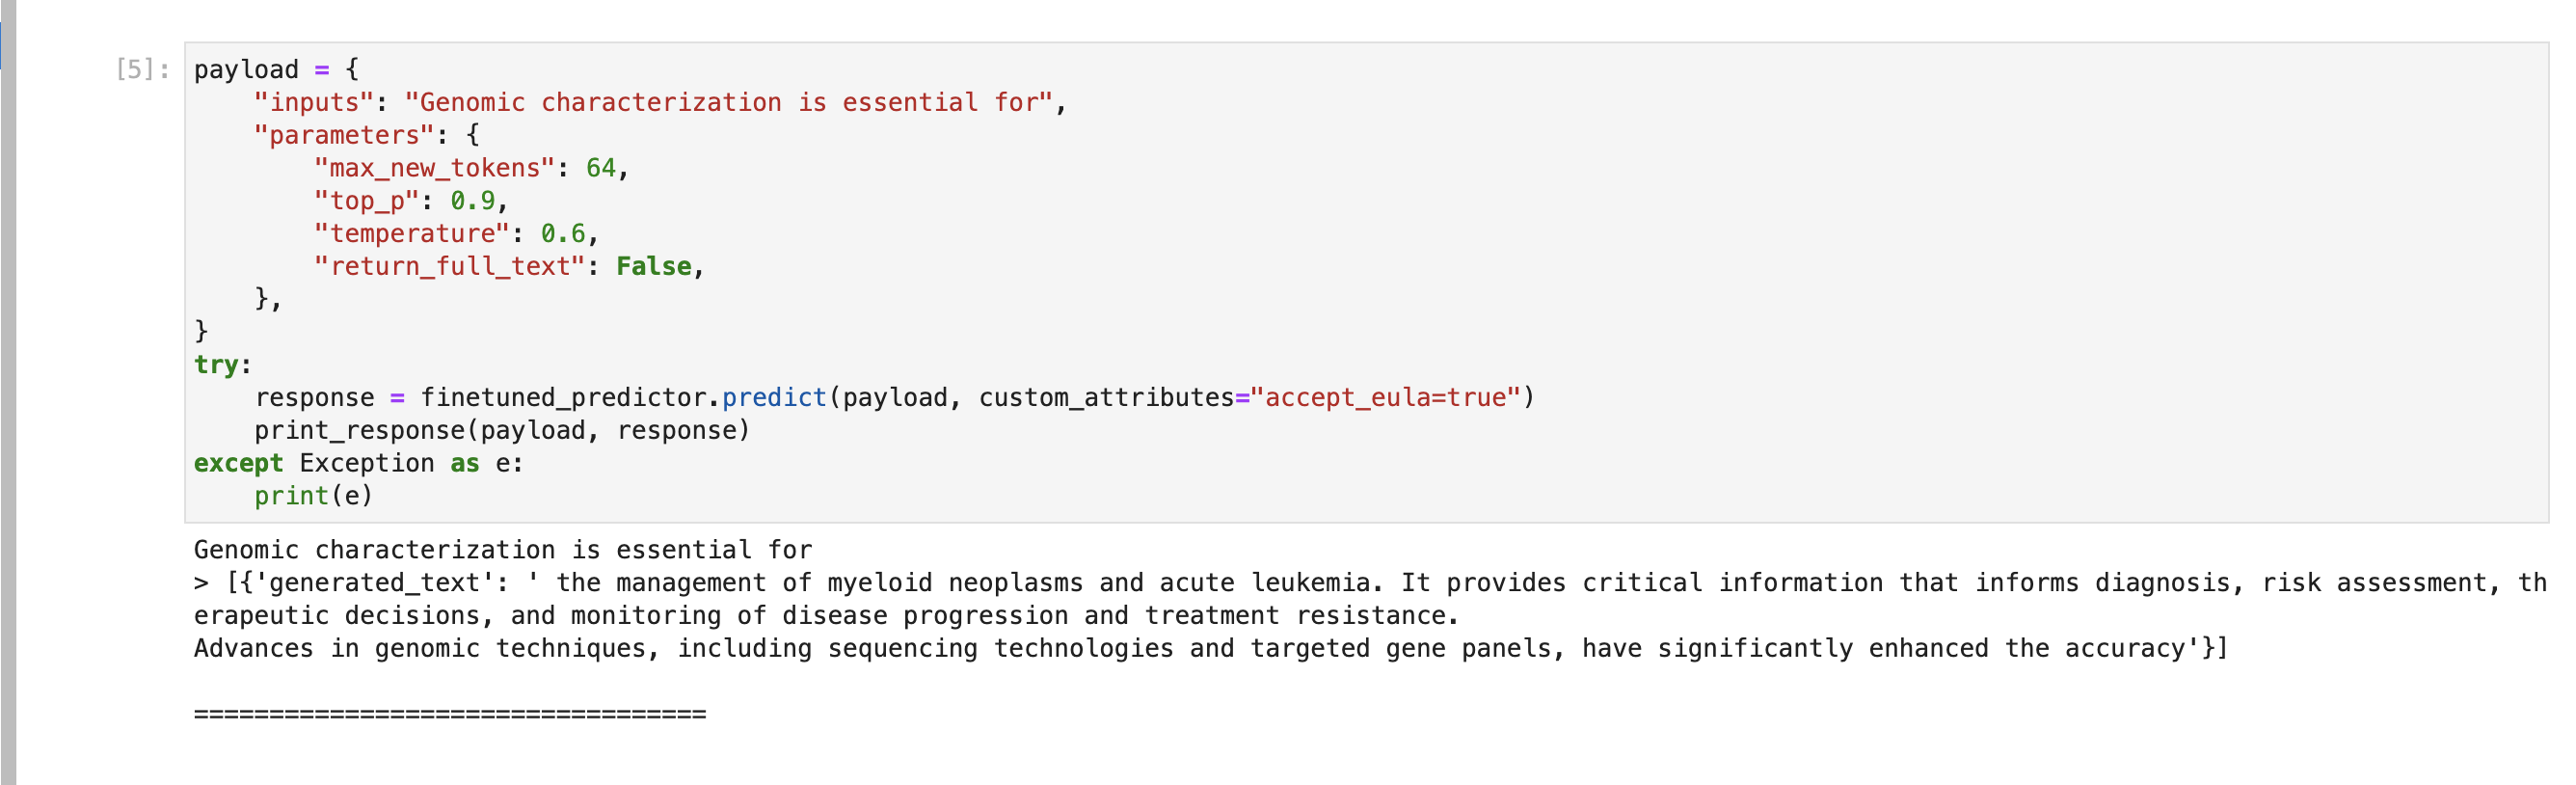 [5]: payload = {
    "inputs": "Genomic characterization is essential for",
    "parameters": {
        "max_new_tokens": 64,
        "top_p": 0.9,
        "temperature": 0.6,
        "return_full_text": False,
    },
}
try:
    response = finetuned_predictor.predict(payload, custom_attributes="accept_eula=true")
    print_response(payload, response)
except Exception as e:
    print(e)
Genomic characterization is essential for
> [{'generated_text': ' the management of myeloid neoplasms and acute leukemia. It provides critical information that informs diagnosis, risk assessment, th
erapeutic decisions, and monitoring of disease progression and treatment resistance.
Advances in genomic techniques, including sequencing technologies and targeted gene panels, have significantly enhanced the accuracy'}]
==================================